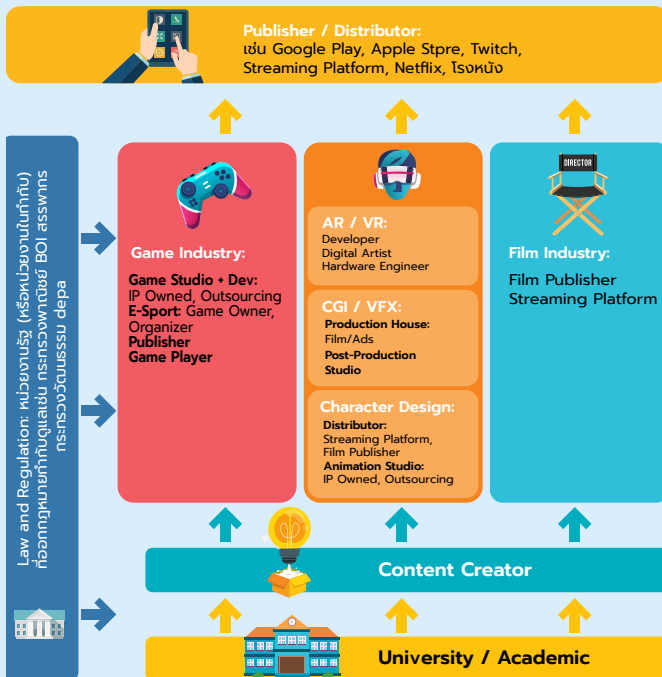 Publisher / Distributor:
เช่น Google Play, Apple Stpre, Twitch,
Streaming Platform, Netflix, โรงหนัง
Law and Regulation: หน่วยงานรัฐ (หรือหน่วยงานในกำกับ)
ที่ออกกฎหมายกำกับดูแลเช่น กระทรวงพาณิชย์ BOI สรรพากร
กระทรวงวัฒนธรรม depa
Game Industry:
Game Studio + Dev:
IP Owned, Outsourcing
E-Sport: Game Owner,
Organizer
Publisher
Game Player
AR / VR:
Developer
Digital Artist
Hardware Engineer
CGI / VFX:
Production House:
Film/Ads
Post-Production
Studio
Character Design:
Distributor:
Streaming Platform,
Film Publisher
Animation Studio:
IP Owned, Outsourcing
DIRECTOR
Film Industry:
Film Publisher
Streaming Platform
Content Creator
University / Academic